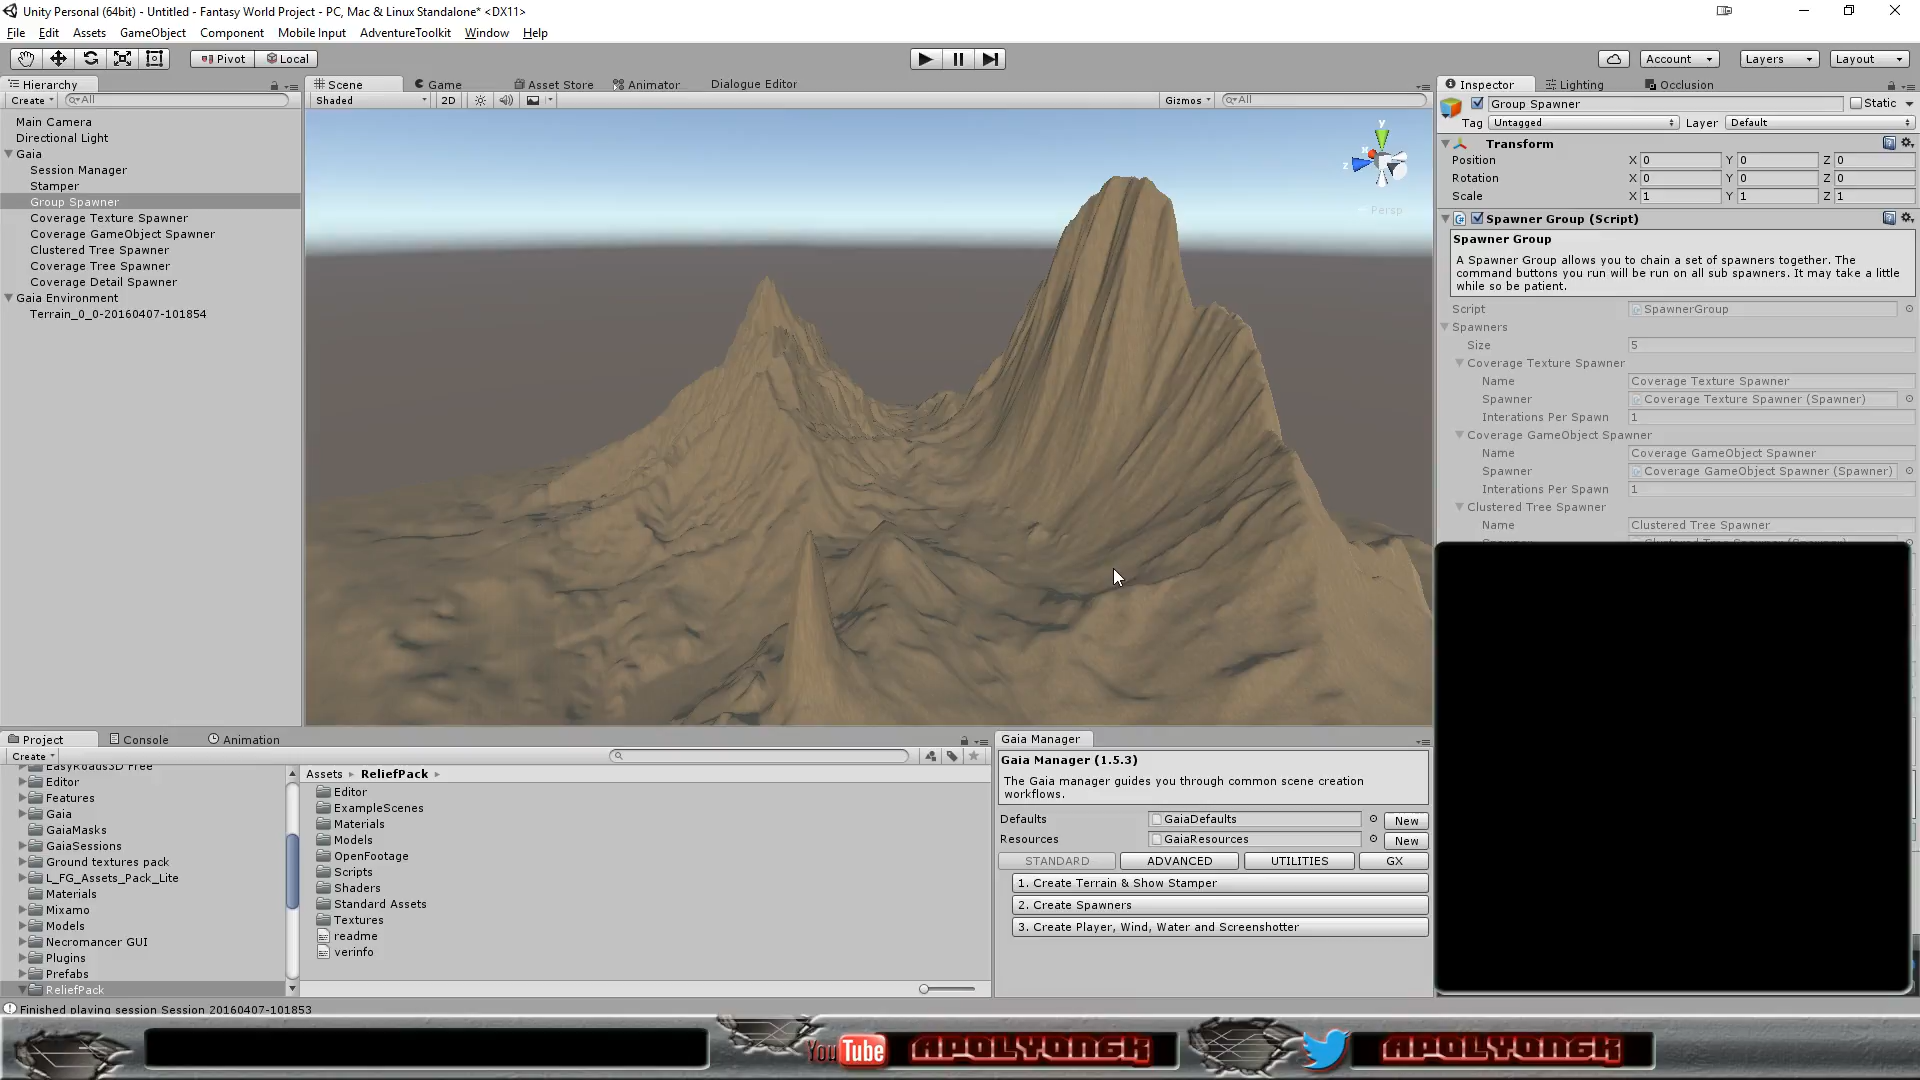 Unity Personal (64bit) - Untitled - Fantasy World Project - PC, Mac & Linux Standalone* <DX11>
File Edit Assets GameObject Component Mobile Input AdventureToolkit Window Help
Pivot Local Account Layers Layout
Hierarchy
Create All
Main Camera
Directional Light
Gaia
Session Manager
Stamper
Group Spawner
Coverage Texture Spawner
Coverage GameObject Spawner
Clustered Tree Spawner
Coverage Tree Spawner
Coverage Detail Spawner
Gaia Environment
Terrain_0_0-20160407-101854
Scene Game Asset Store Animator Dialogue Editor
Shaded 2D Gizmos All
y
x
z
Persp
Inspector Lighting Occlusion
Group Spawner Static
Tag Untagged Layer Default
Transform
Position X 0 Y 0 Z 0
Rotation X 0 Y 0 Z 0
Scale X 1 Y 1 Z 1
Spawner Group (Script)
Spawner Group
A Spawner Group allows you to chain a set of spawners together. The
command buttons you run will be run on all sub spawners. It may take a little
while so be patient.
Script SpawnerGroup
Spawners
Size 5
Coverage Texture Spawner
Name Coverage Texture Spawner
Spawner Coverage Texture Spawner (Spawner)
Interations Per Spawn 1
Coverage GameObject Spawner
Name Coverage GameObject Spawner
Spawner Coverage GameObject Spawner (Spawner)
Interations Per Spawn 1
Clustered Tree Spawner
Name Clustered Tree Spawner
Project Console Animation
Create
EasyRoads3D Free
Editor
Features
Gaia
GaiaMasks
GaiaSessions
Ground textures pack
L_FG_Assets_Pack_Lite
Materials
Mixamo
Models
Necromancer GUI
Plugins
Prefabs
ReliefPack
Assets ReliefPack
Editor
ExampleScenes
Materials
Models
OpenFootage
Scripts
Shaders
Standard Assets
Textures
readme
verinfo
Gaia Manager
Gaia Manager (1.5.3)
The Gaia manager guides you through common scene creation
workflows.
Defaults GaiaDefaults New
Resources GaiaResources New
STANDARD ADVANCED UTILITIES GX
1. Create Terrain & Show Stamper
2. Create Spawners
3. Create Player, Wind, Water and Screenshotter
Finished playing session Session 20160407-101853
YouTube APOLYONGK APOLYONGK